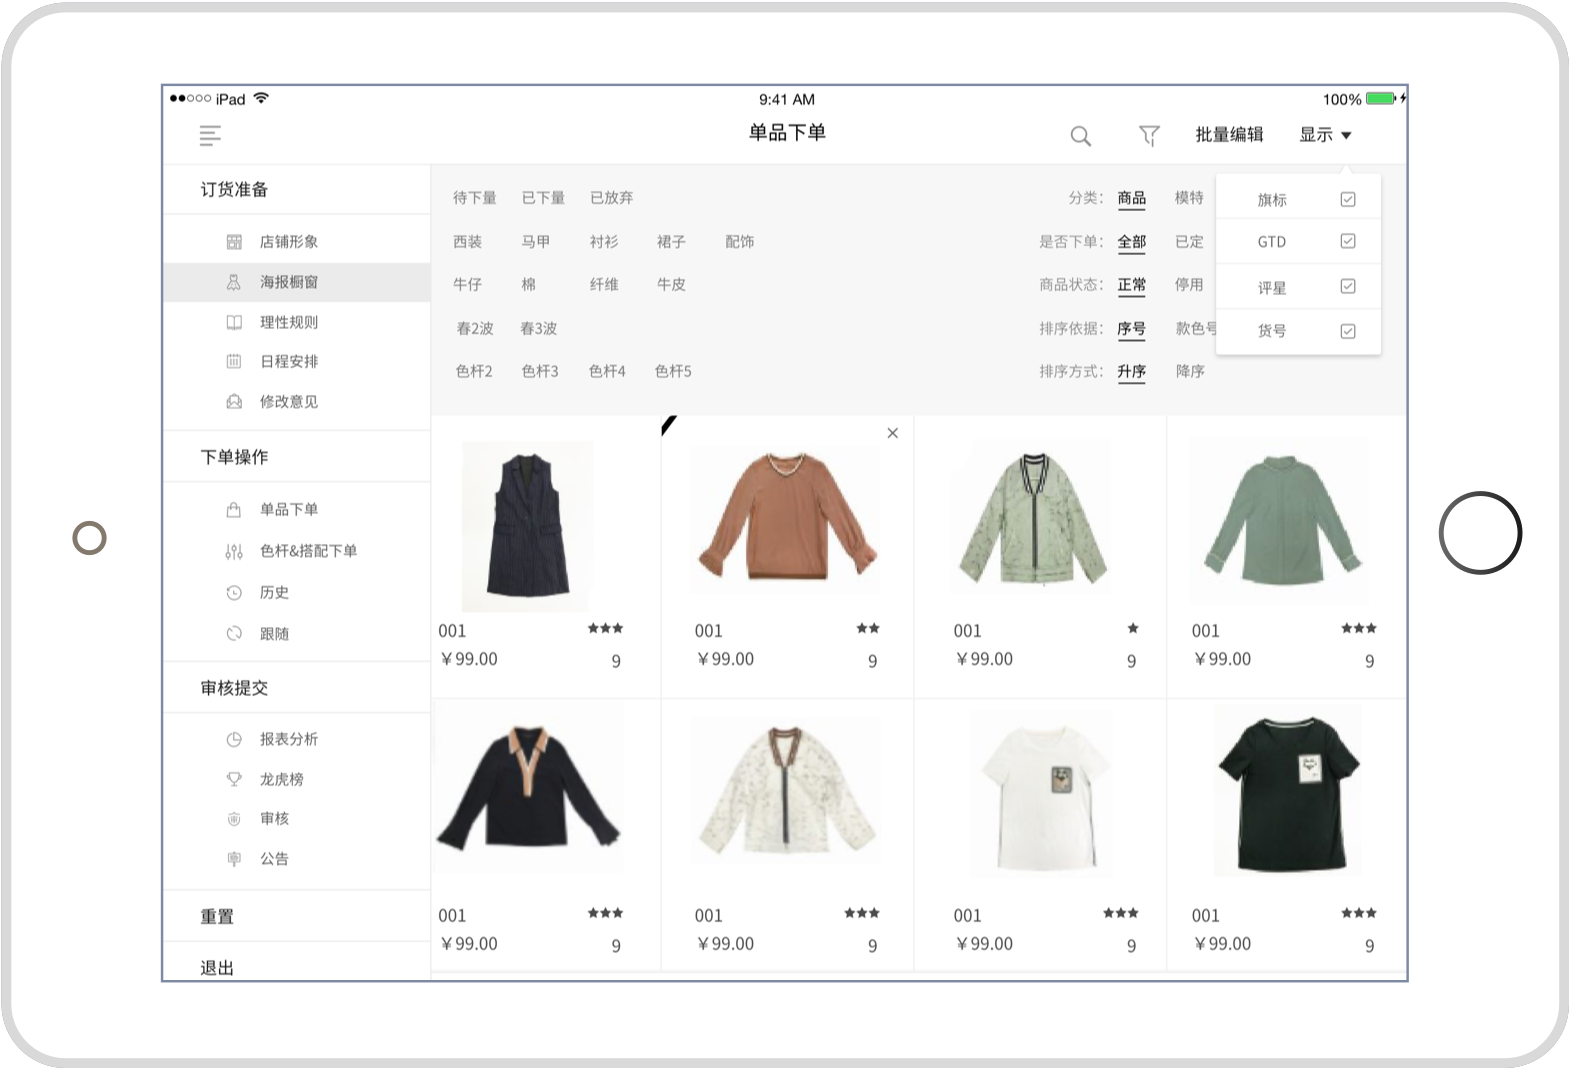 iPad 9:41 AM 100%
单品下单 批量编辑 显示
订货准备
店铺形象
海报橱窗
理性规则
日程安排
修改意见
下单操作
单品下单
色杆&搭配下单
历史
跟随
审核提交
报表分析
龙虎榜
审核
公告
重置
退出
待下量 已下量 已放弃
西装 马甲 衬衫 裙子 配饰
牛仔 棉 纤维 牛皮
春2波 春3波
色杆2 色杆3 色杆4 色杆5
分类: 商品 模特
是否下单: 全部 已定
商品状态: 正常 停用
排序依据: 序号 款色号
排序方式: 升序 降序
旗标
GTD
评星
货号
001 001 001 001
￥99.00 9 ￥99.00 9 ￥99.00 9 ￥99.00 9
001 001 001 001
￥99.00 9 ￥99.00 9 ￥99.00 9 ￥99.00 9